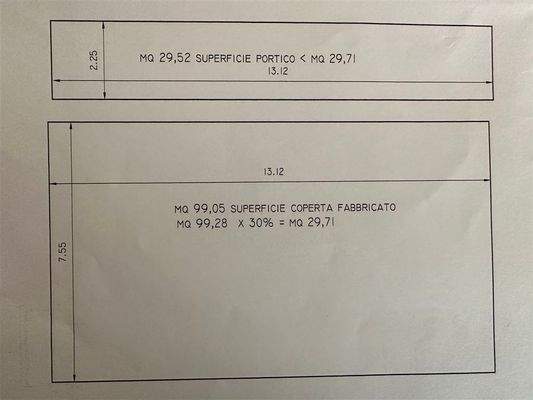 2.25
MQ 29,52 SUPERFICIE PORTICO < MQ 29,71
13.12
13.12
MQ 99,05 SUPERFICIE COPERTA FABBRICATO
MQ 99,28 X 30% = MQ 29,71
7.55